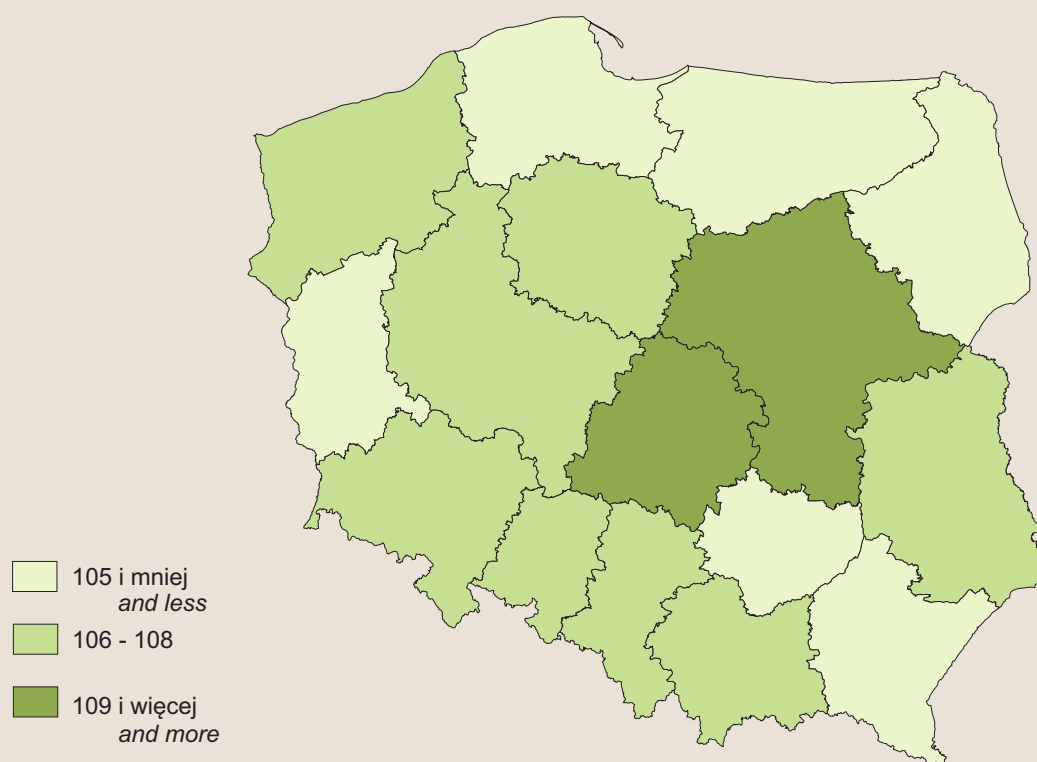 105 i mniej
and less
106 - 108
109 i więcej
and more